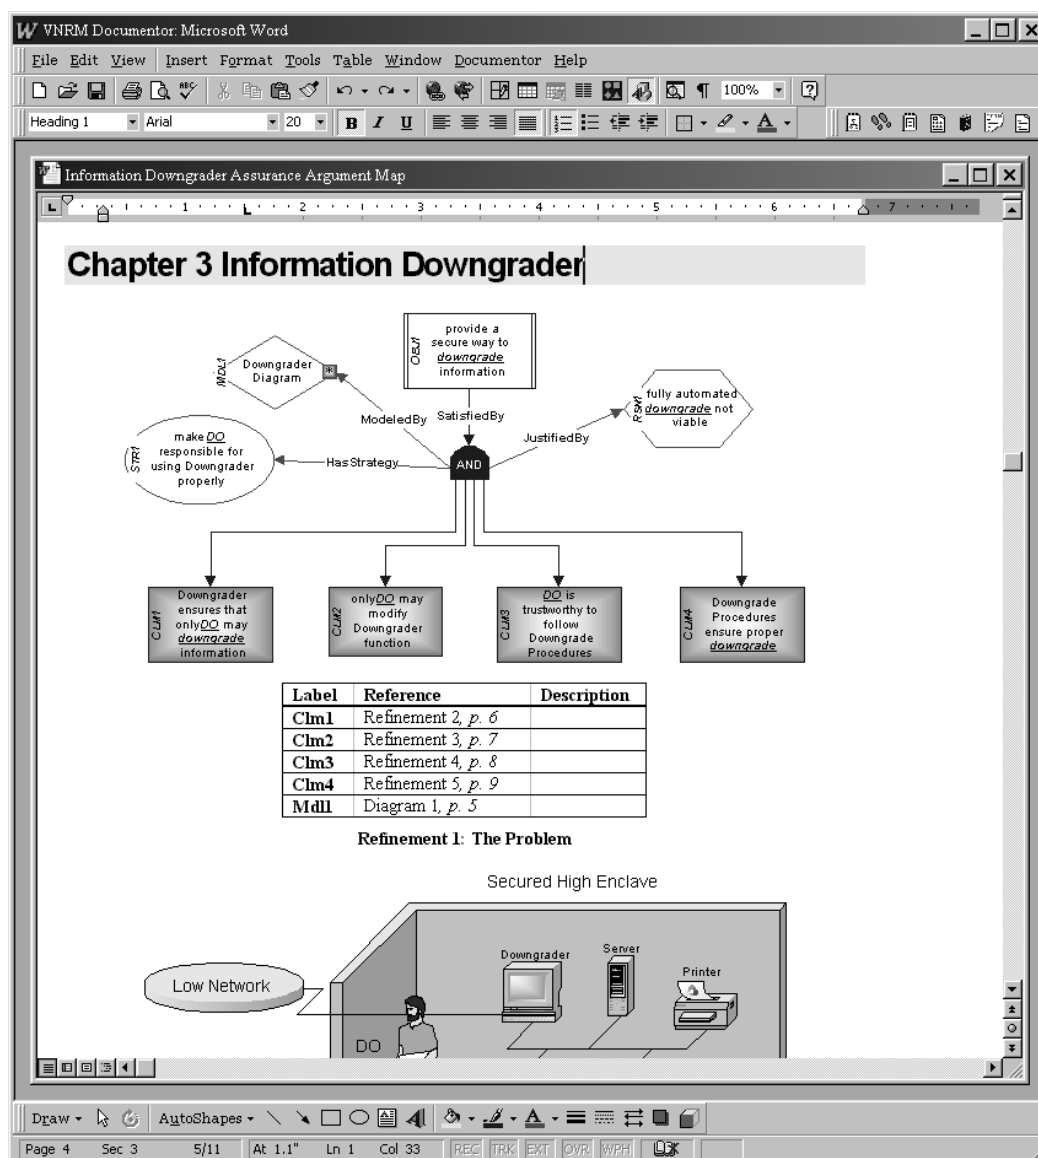 VNRM Documentor: Microsoft Word
File Edit View Insert Format Tools Table Window Documentor Help
100%
Heading 1 Arial 20 B I U
Information Downgrader Assurance Argument Map
1 2 3 4 5 6 7
Chapter 3 Information Downgrader
OBJ1
provide a
secure way to
downgrade
information
MDL1
Downgrader
Diagram
RSN1
fully automated
downgrade not
viable
ModeledBy
SatisfiedBy
JustifiedBy
STR1
make DO
responsible for
using Downgrader
properly
HasStrategy
AND
CLM1
Downgrader
ensures that
only DO may
downgrade
information
CLM2
only DO may
modify
Downgrader
function
CLM3
DO is
trustworthy to
follow
Downgrade
Procedures
CLM4
Downgrade
Procedures
ensure proper
downgrade
Label Reference Description
Clm1 Refinement 2, p. 6
Clm2 Refinement 3, p. 7
Clm3 Refinement 4, p. 8
Clm4 Refinement 5, p. 9
Mdl1 Diagram 1, p. 5
Refinement 1: The Problem
Secured High Enclave
Downgrader
Server
Printer
Low Network
DO
Draw AutoShapes
Page 4 Sec 3 5/11 At 1.1" Ln 1 Col 33 REC TRK EXT OVR WPH